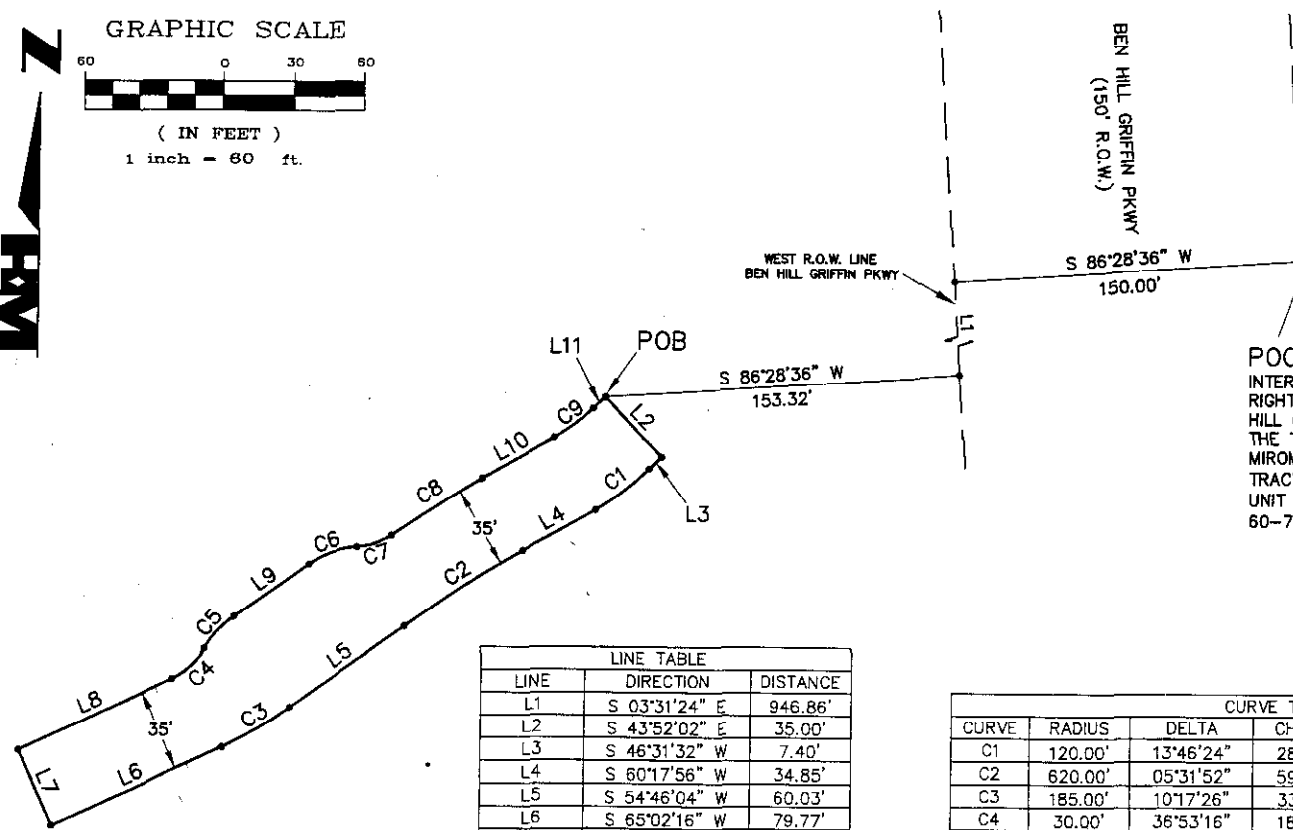 GRAPHIC SCALE
60 0 30 60
( IN FEET )
1 inch = 60 ft.
Z
HM
BEN HILL GRIFFIN PKWY
(150' R.O.W.)
WEST R.O.W. LINE
BEN HILL GRIFFIN PKWY
S 86°28'36" W
150.00'
L1
L11
POB
S 86°28'36" W
153.32'
L2
C9
L10
C1
L3
C8
35'
L4
C6
C7
C2
L9
C5
C4
L5
L8
35'
C3
L7
L6
POC
INTER
RIGHT
HILL
THE
MIROM
TRAC
UNIT
60-7
LINE TABLE
LINE DIRECTION DISTANCE
L1 S 03°31'24" E 946.86'
L2 S 43°52'02" E 35.00'
L3 S 46°31'32" W 7.40'
L4 S 60°17'56" W 34.85'
L5 S 54°46'04" W 60.03'
L6 S 65°02'16" W 79.77'
CURVE T
CURVE RADIUS DELTA CH
C1 120.00' 13°46'24" 28
C2 620.00' 05°31'52" 59
C3 185.00' 10°17'26" 33
C4 30.00' 36°53'16" 18